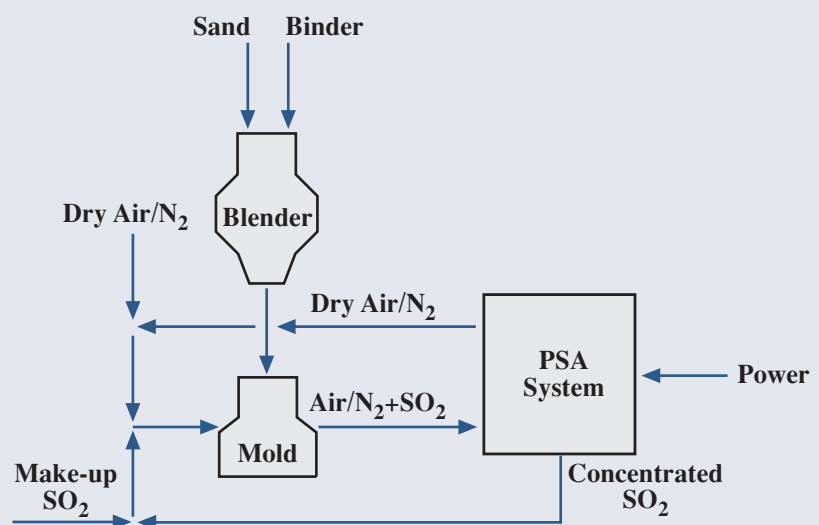 Sand
Binder
Dry Air/N₂
Blender
Dry Air/N₂
PSA
System
Power
Air/N₂+SO₂
Mold
Make-up
SO₂
Concentrated
SO₂